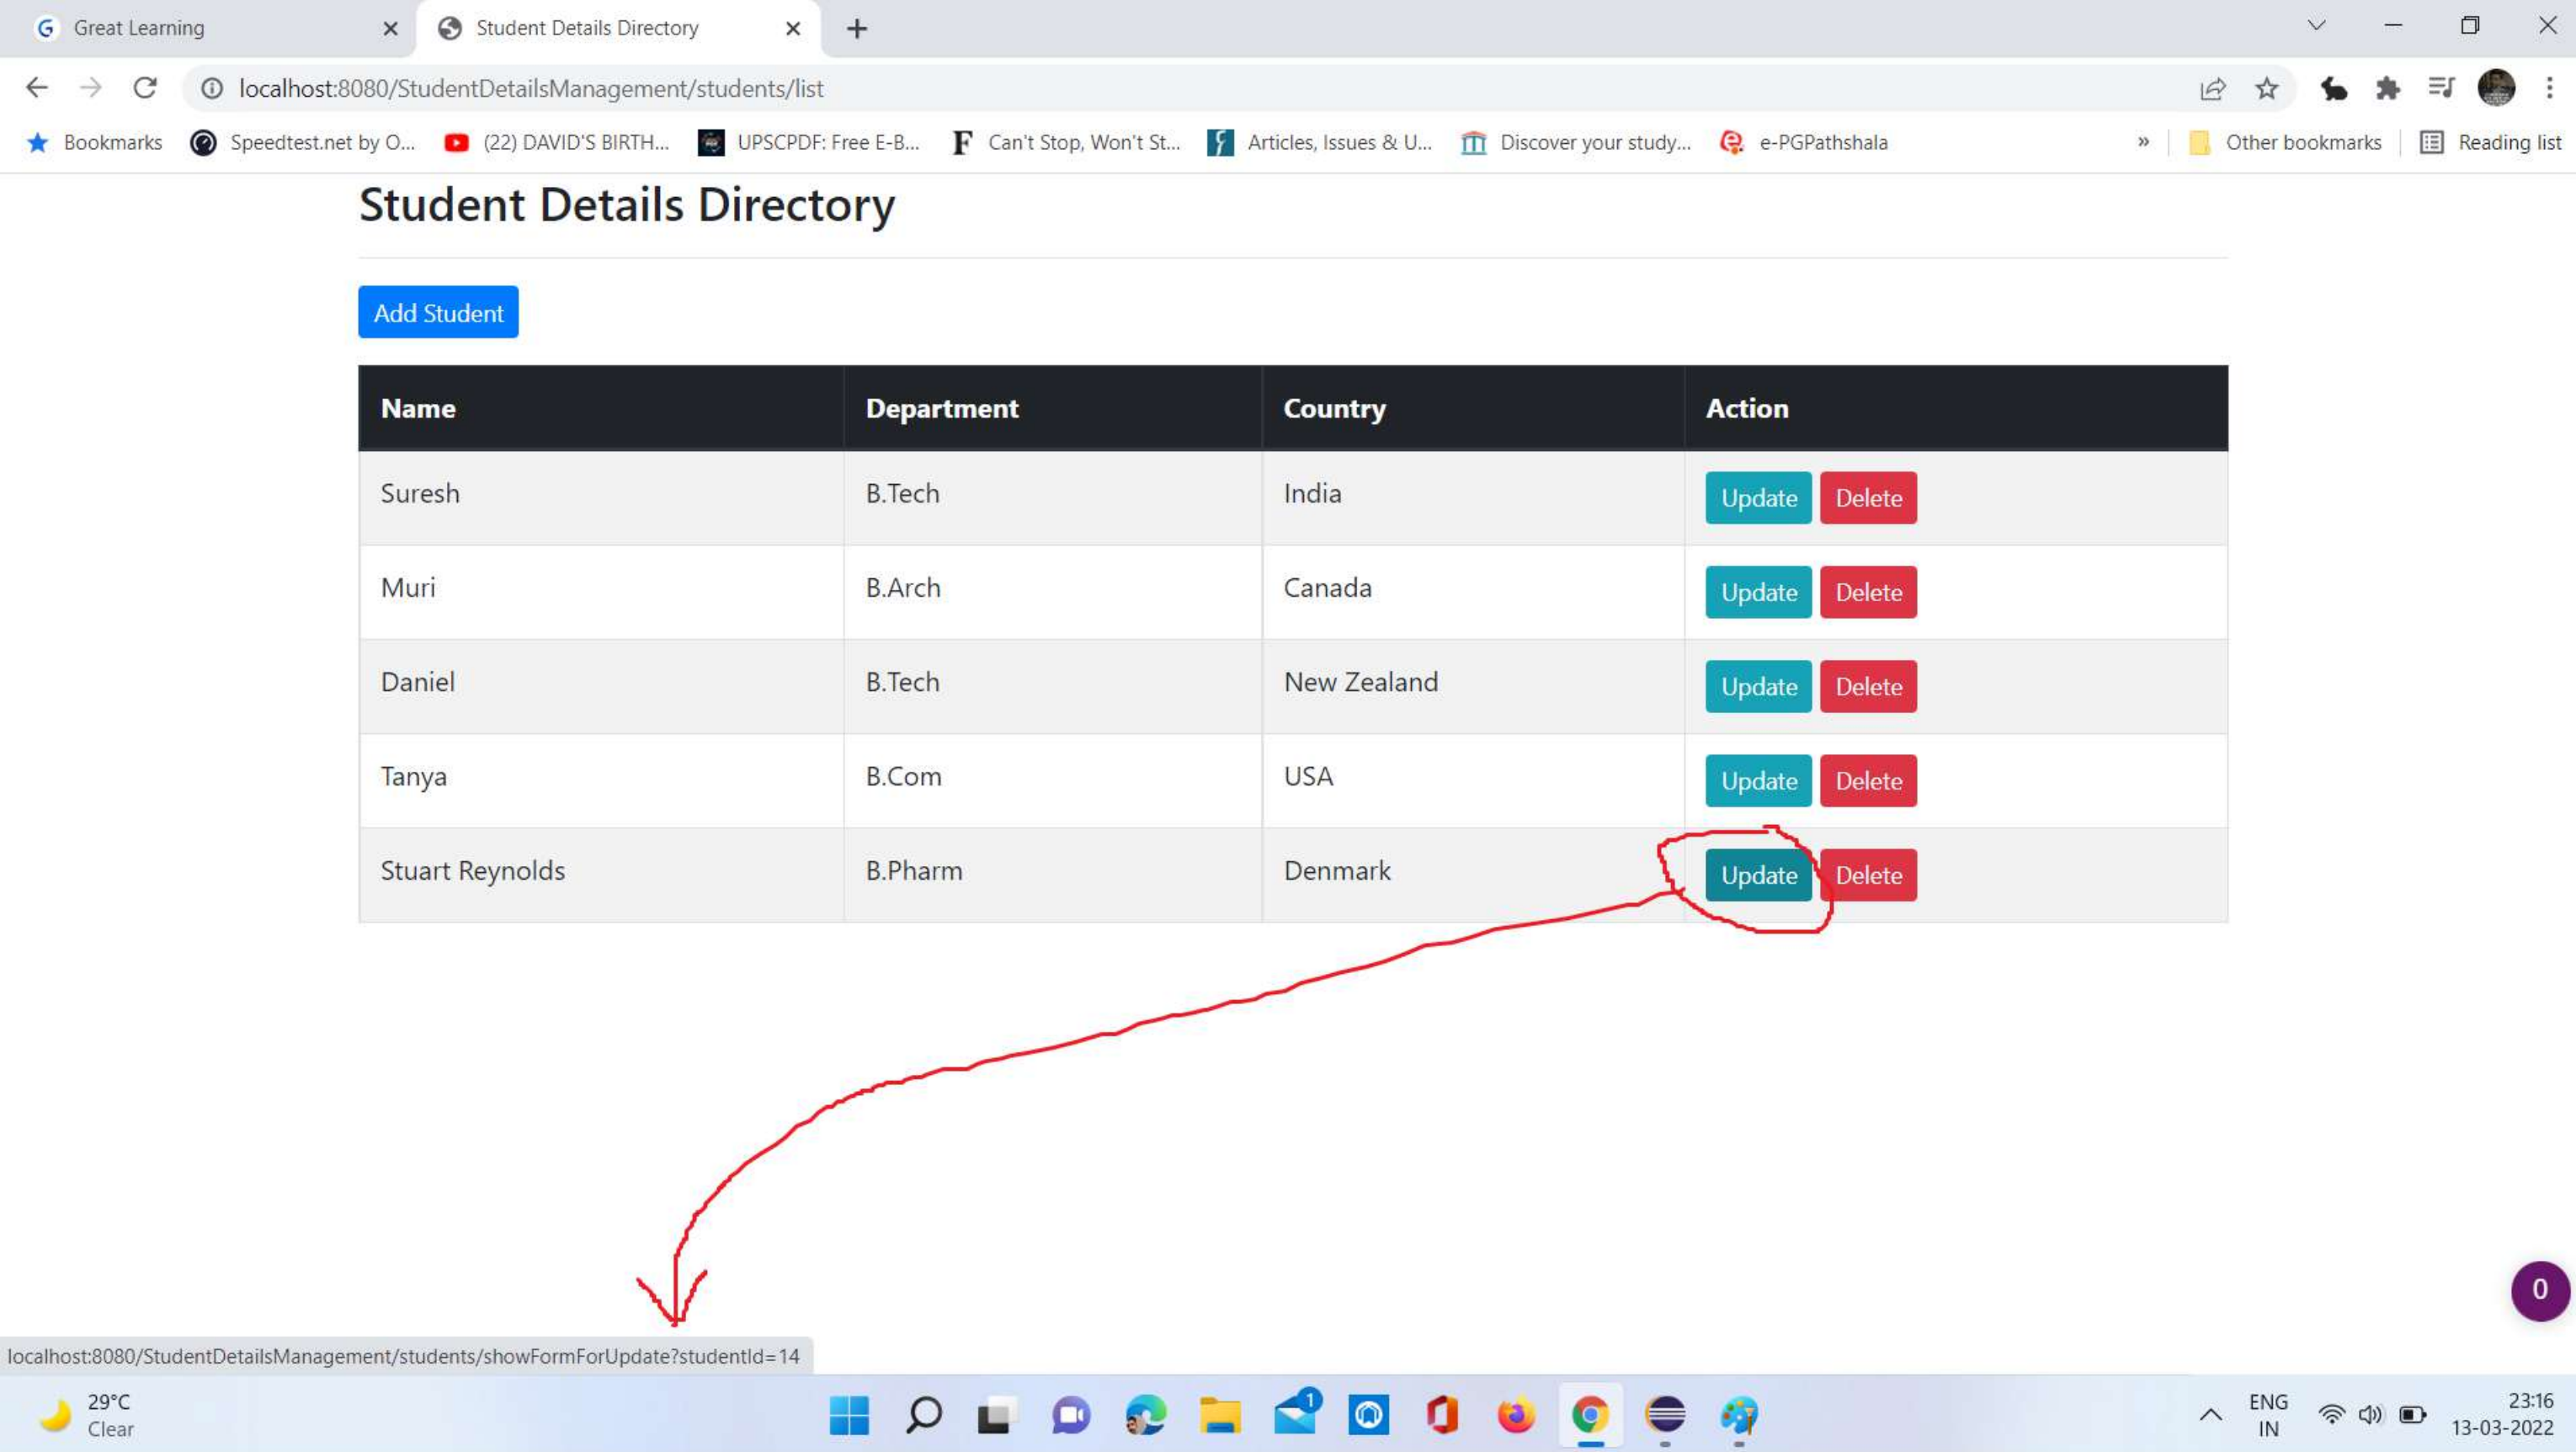 Great Learning
Student Details Directory
localhost:8080/StudentDetailsManagement/students/list
Bookmarks Speedtest.net by O... (22) DAVID'S BIRTH... UPSCPDF: Free E-B... F Can't Stop, Won't St... Articles, Issues & U... Discover your study... e-PGPathshala » Other bookmarks Reading list
Student Details Directory
Add Student
Name Department Country Action
Suresh B.Tech India Update Delete
Muri B.Arch Canada Update Delete
Daniel B.Tech New Zealand Update Delete
Tanya B.Com USA Update Delete
Stuart Reynolds B.Pharm Denmark Update Delete
0
localhost:8080/StudentDetailsManagement/students/showFormForUpdate?studentId=14
29°C
Clear
1
ENG
IN
23:16
13-03-2022